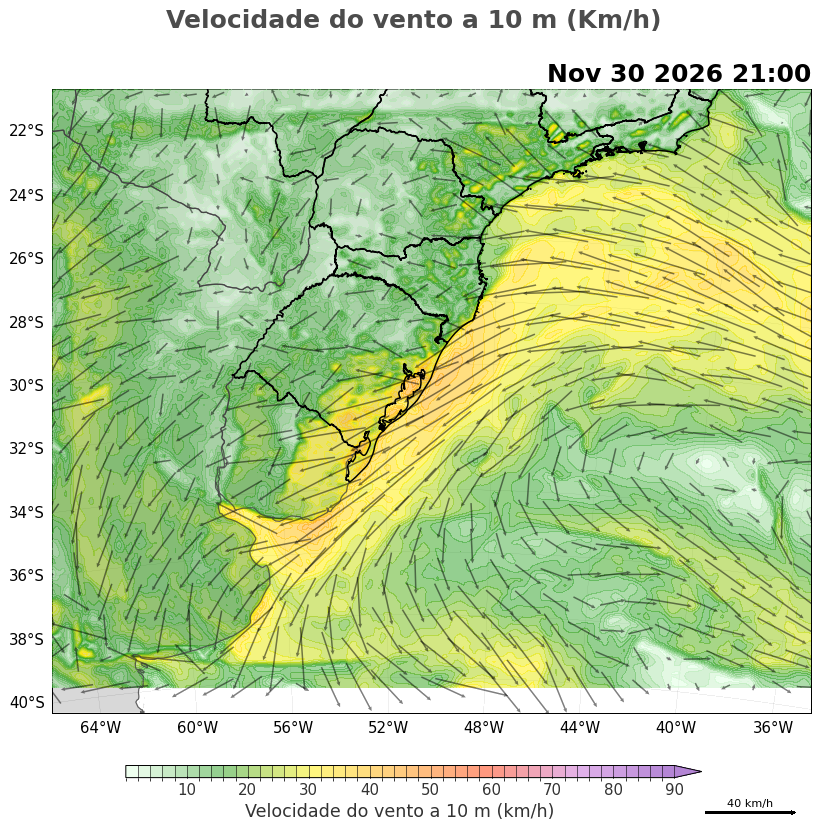 Velocidade do vento a 10 m (Km/h)
Nov 30 2026 21:00
22°S
24°S
26°S
28°S
30°S
32°S
34°S
36°S
38°S
40°S
64°W 60°W 56°W 52°W 48°W 44°W 40°W 36°W
10 20 30 40 50 60 70 80 90
Velocidade do vento a 10 m (km/h)
40 km/h